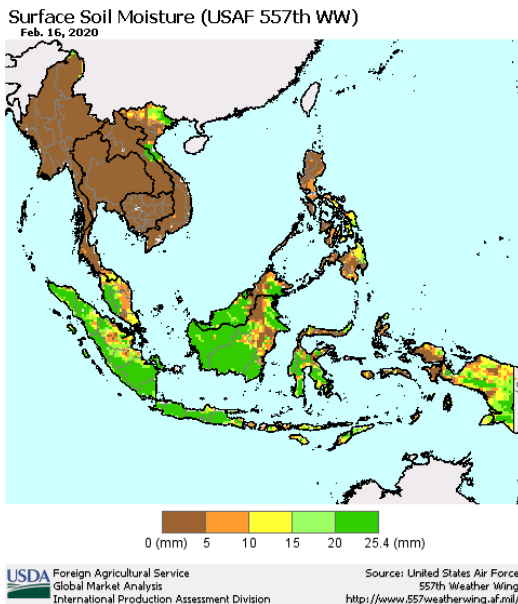 Surface Soil Moisture (USAF 557th WW)
Feb. 16, 2020
0 (mm) 5 10 15 20 25.4 (mm)
USDA Foreign Agricultural Service
Global Market Analysis
International Production Assessment Division
Source: United States Air Force
557th Weather Wing
http://www.557weatherwing.af.mil/